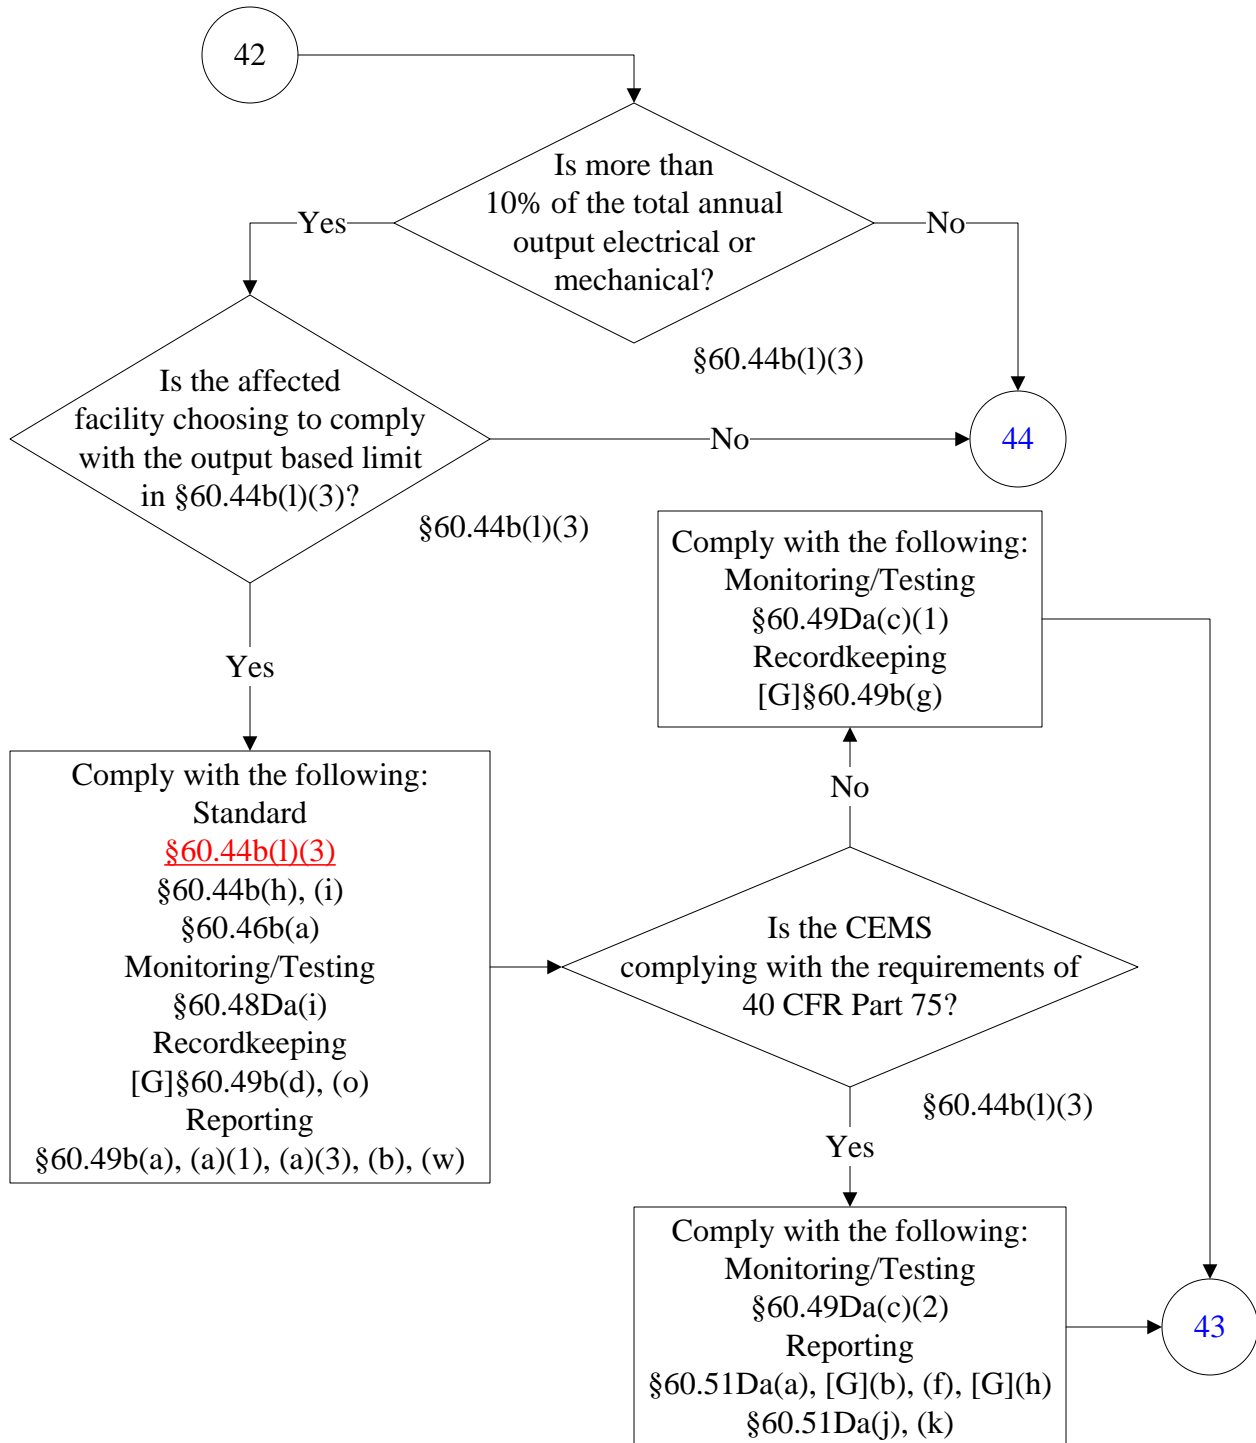 42
Is more than
10% of the total annual
output electrical or
mechanical?
Yes
No
§60.44b(l)(3)
Is the affected
facility choosing to comply
with the output based limit
in §60.44b(l)(3)?
No
44
§60.44b(l)(3)
Yes
Comply with the following:
Monitoring/Testing
§60.49Da(c)(1)
Recordkeeping
[G]§60.49b(g)
No
Comply with the following:
Standard
§60.44b(l)(3)
§60.44b(h), (i)
§60.46b(a)
Monitoring/Testing
§60.48Da(i)
Recordkeeping
[G]§60.49b(d), (o)
Reporting
§60.49b(a), (a)(1), (a)(3), (b), (w)
Is the CEMS
complying with the requirements of
40 CFR Part 75?
§60.44b(l)(3)
Yes
Comply with the following:
Monitoring/Testing
§60.49Da(c)(2)
Reporting
§60.51Da(a), [G](b), (f), [G](h)
§60.51Da(j), (k)
43